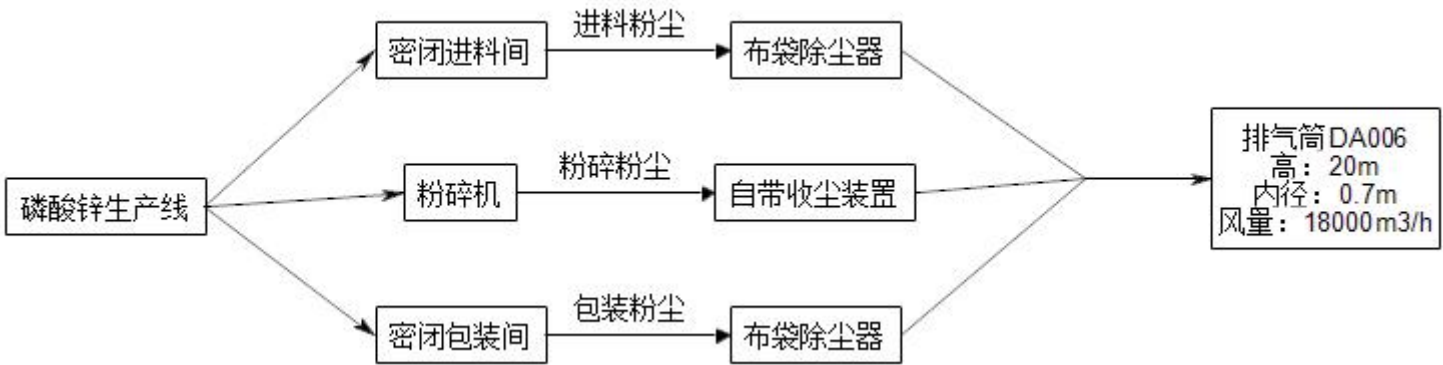 密闭进料间
进料粉尘
布袋除尘器
磷酸锌生产线
粉碎机
粉碎粉尘
自带收尘装置
排气筒DA006
高：20m
内径：0.7m
风量：18000m3/h
密闭包装间
包装粉尘
布袋除尘器